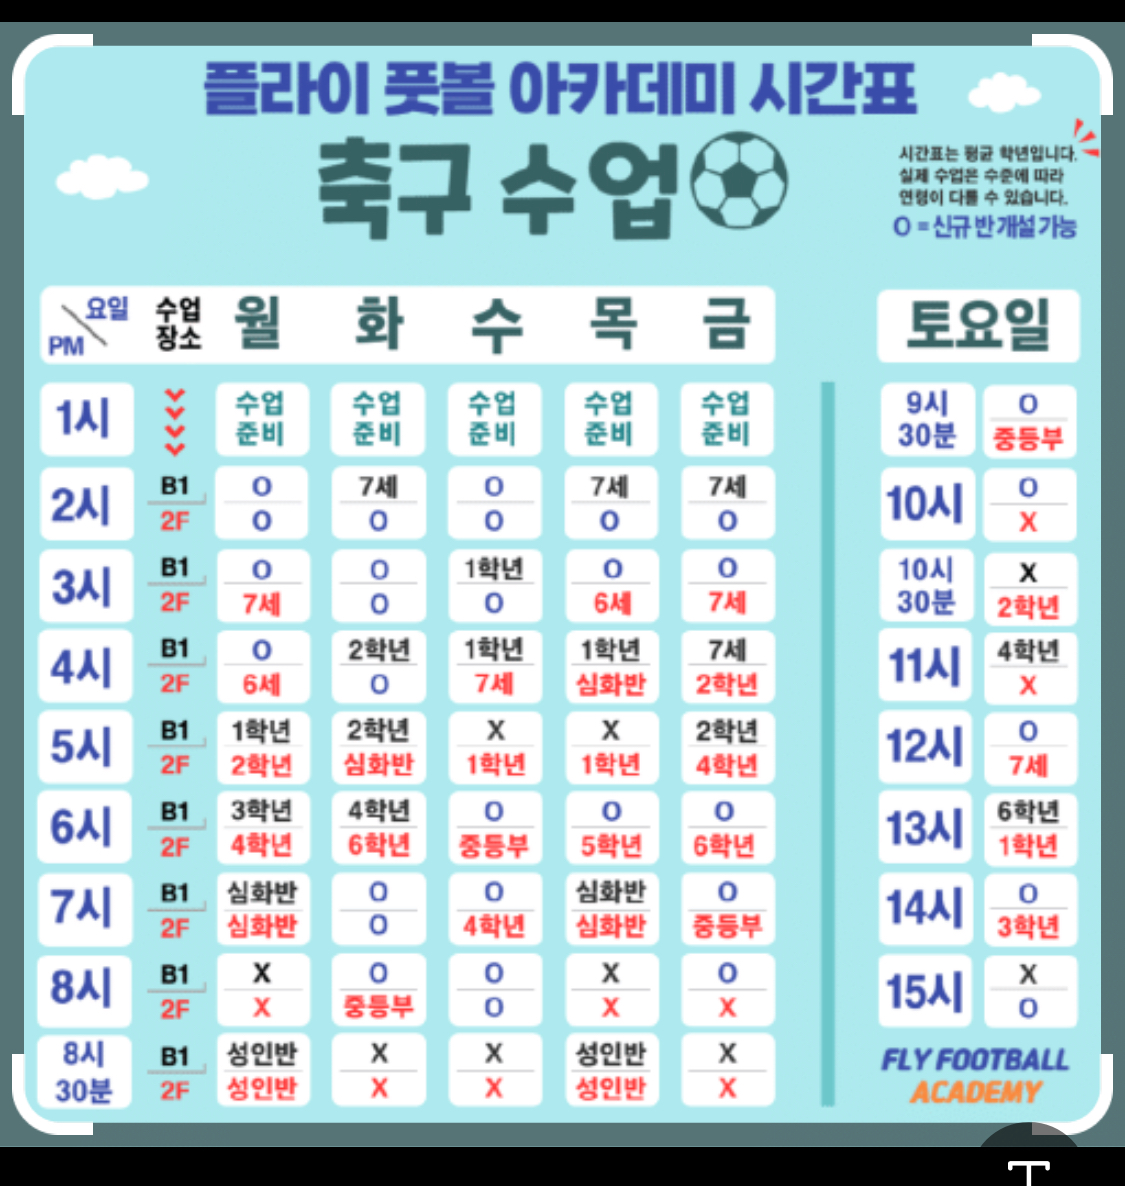 플라이 풋볼 아카데미 시간표
축구 수업
시간표는 평균 학년입니다.
실제 수업은 수준에 따라
연령이 다를 수 있습니다.
O = 신규 반 개설 가능
요일 PM 수업 장소 월 화 수 목 금
1시 수업 준비 수업 준비 수업 준비 수업 준비 수업 준비
2시 B1 O 7세 O 7세 7세
2F O O O O O
3시 B1 O O 1학년 O O
2F 7세 O O 6세 7세
4시 B1 O 2학년 1학년 1학년 7세
2F 6세 O 7세 심화반 2학년
5시 B1 1학년 2학년 X X 2학년
2F 2학년 심화반 1학년 1학년 4학년
6시 B1 3학년 4학년 O O O
2F 4학년 6학년 중등부 5학년 6학년
7시 B1 심화반 O O 심화반 O
2F 심화반 O 4학년 심화반 중등부
8시 B1 X O O X O
2F X 중등부 O X X
8시 30분 B1 성인반 X X 성인반 X
2F 성인반 X X 성인반 X
토요일
9시 30분 O 중등부
10시 O X
10시 30분 X 2학년
11시 4학년 X
12시 O 7세
13시 6학년 1학년
14시 O 3학년
15시 X O
FLY FOOTBALL
ACADEMY
T